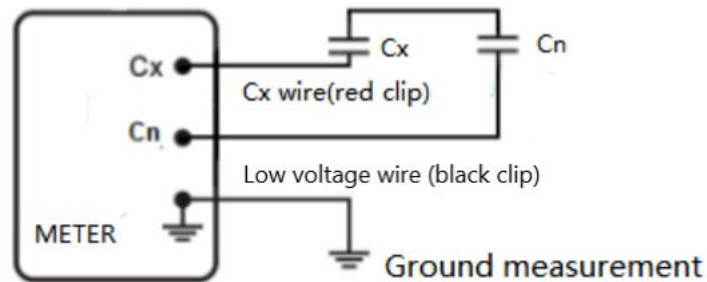 Cx
Cn
Cx
Cx wire(red clip)
Cn
Low voltage wire (black clip)
METER
Ground measurement